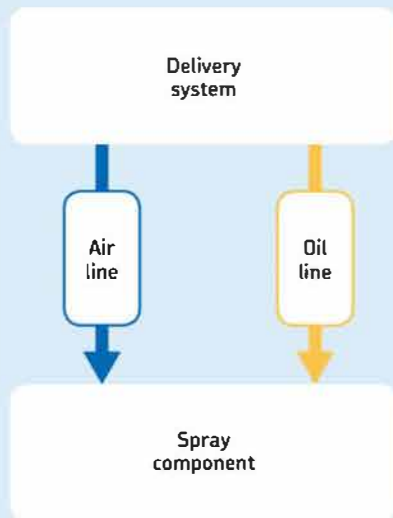 Delivery
system
Air
line
Oil
line
Spray
component